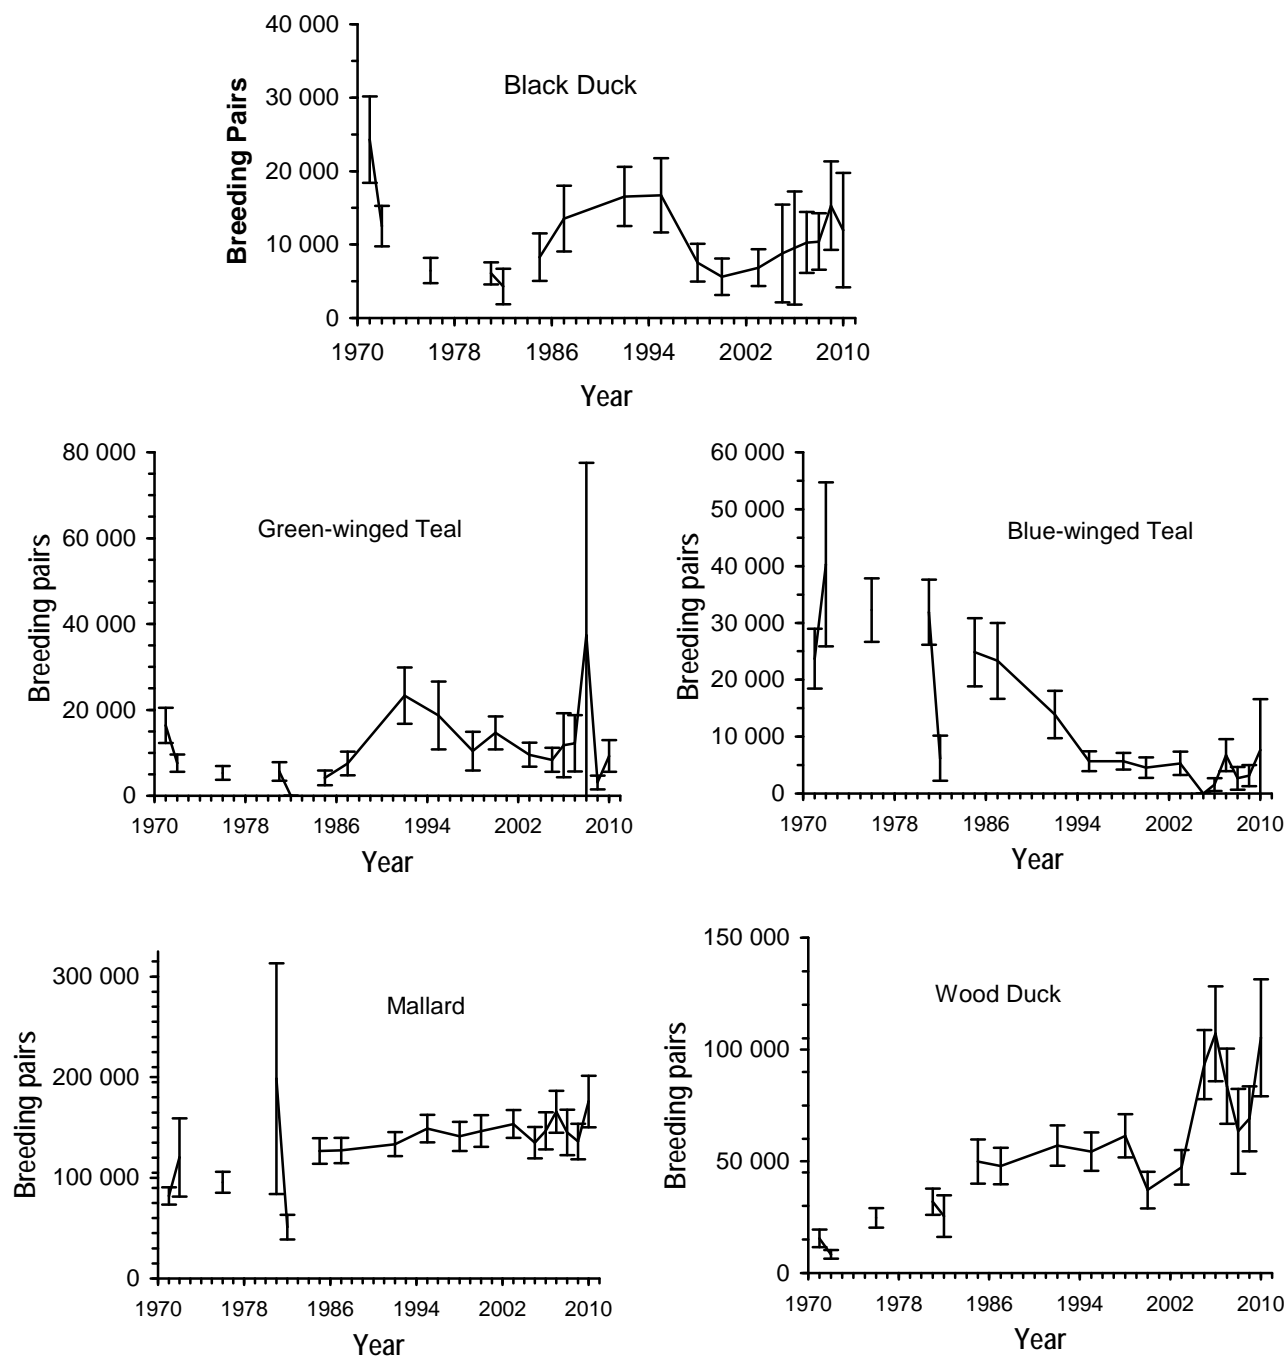 40 000
30 000
20 000
10 000
0
Breeding Pairs
Black Duck
1970 1978 1986 1994 2002 2010
Year
80 000
60 000
40 000
20 000
0
Breeding pairs
Green-winged Teal
1970 1978 1986 1994 2002 2010
Year
60 000
50 000
40 000
30 000
20 000
10 000
0
Breeding pairs
Blue-winged Teal
1970 1978 1986 1994 2002 2010
Year
300 000
200 000
100 000
0
Breeding pairs
Mallard
1970 1978 1986 1994 2002 2010
Year
150 000
100 000
50 000
0
Breeding pairs
Wood Duck
1970 1978 1986 1994 2002 2010
Year